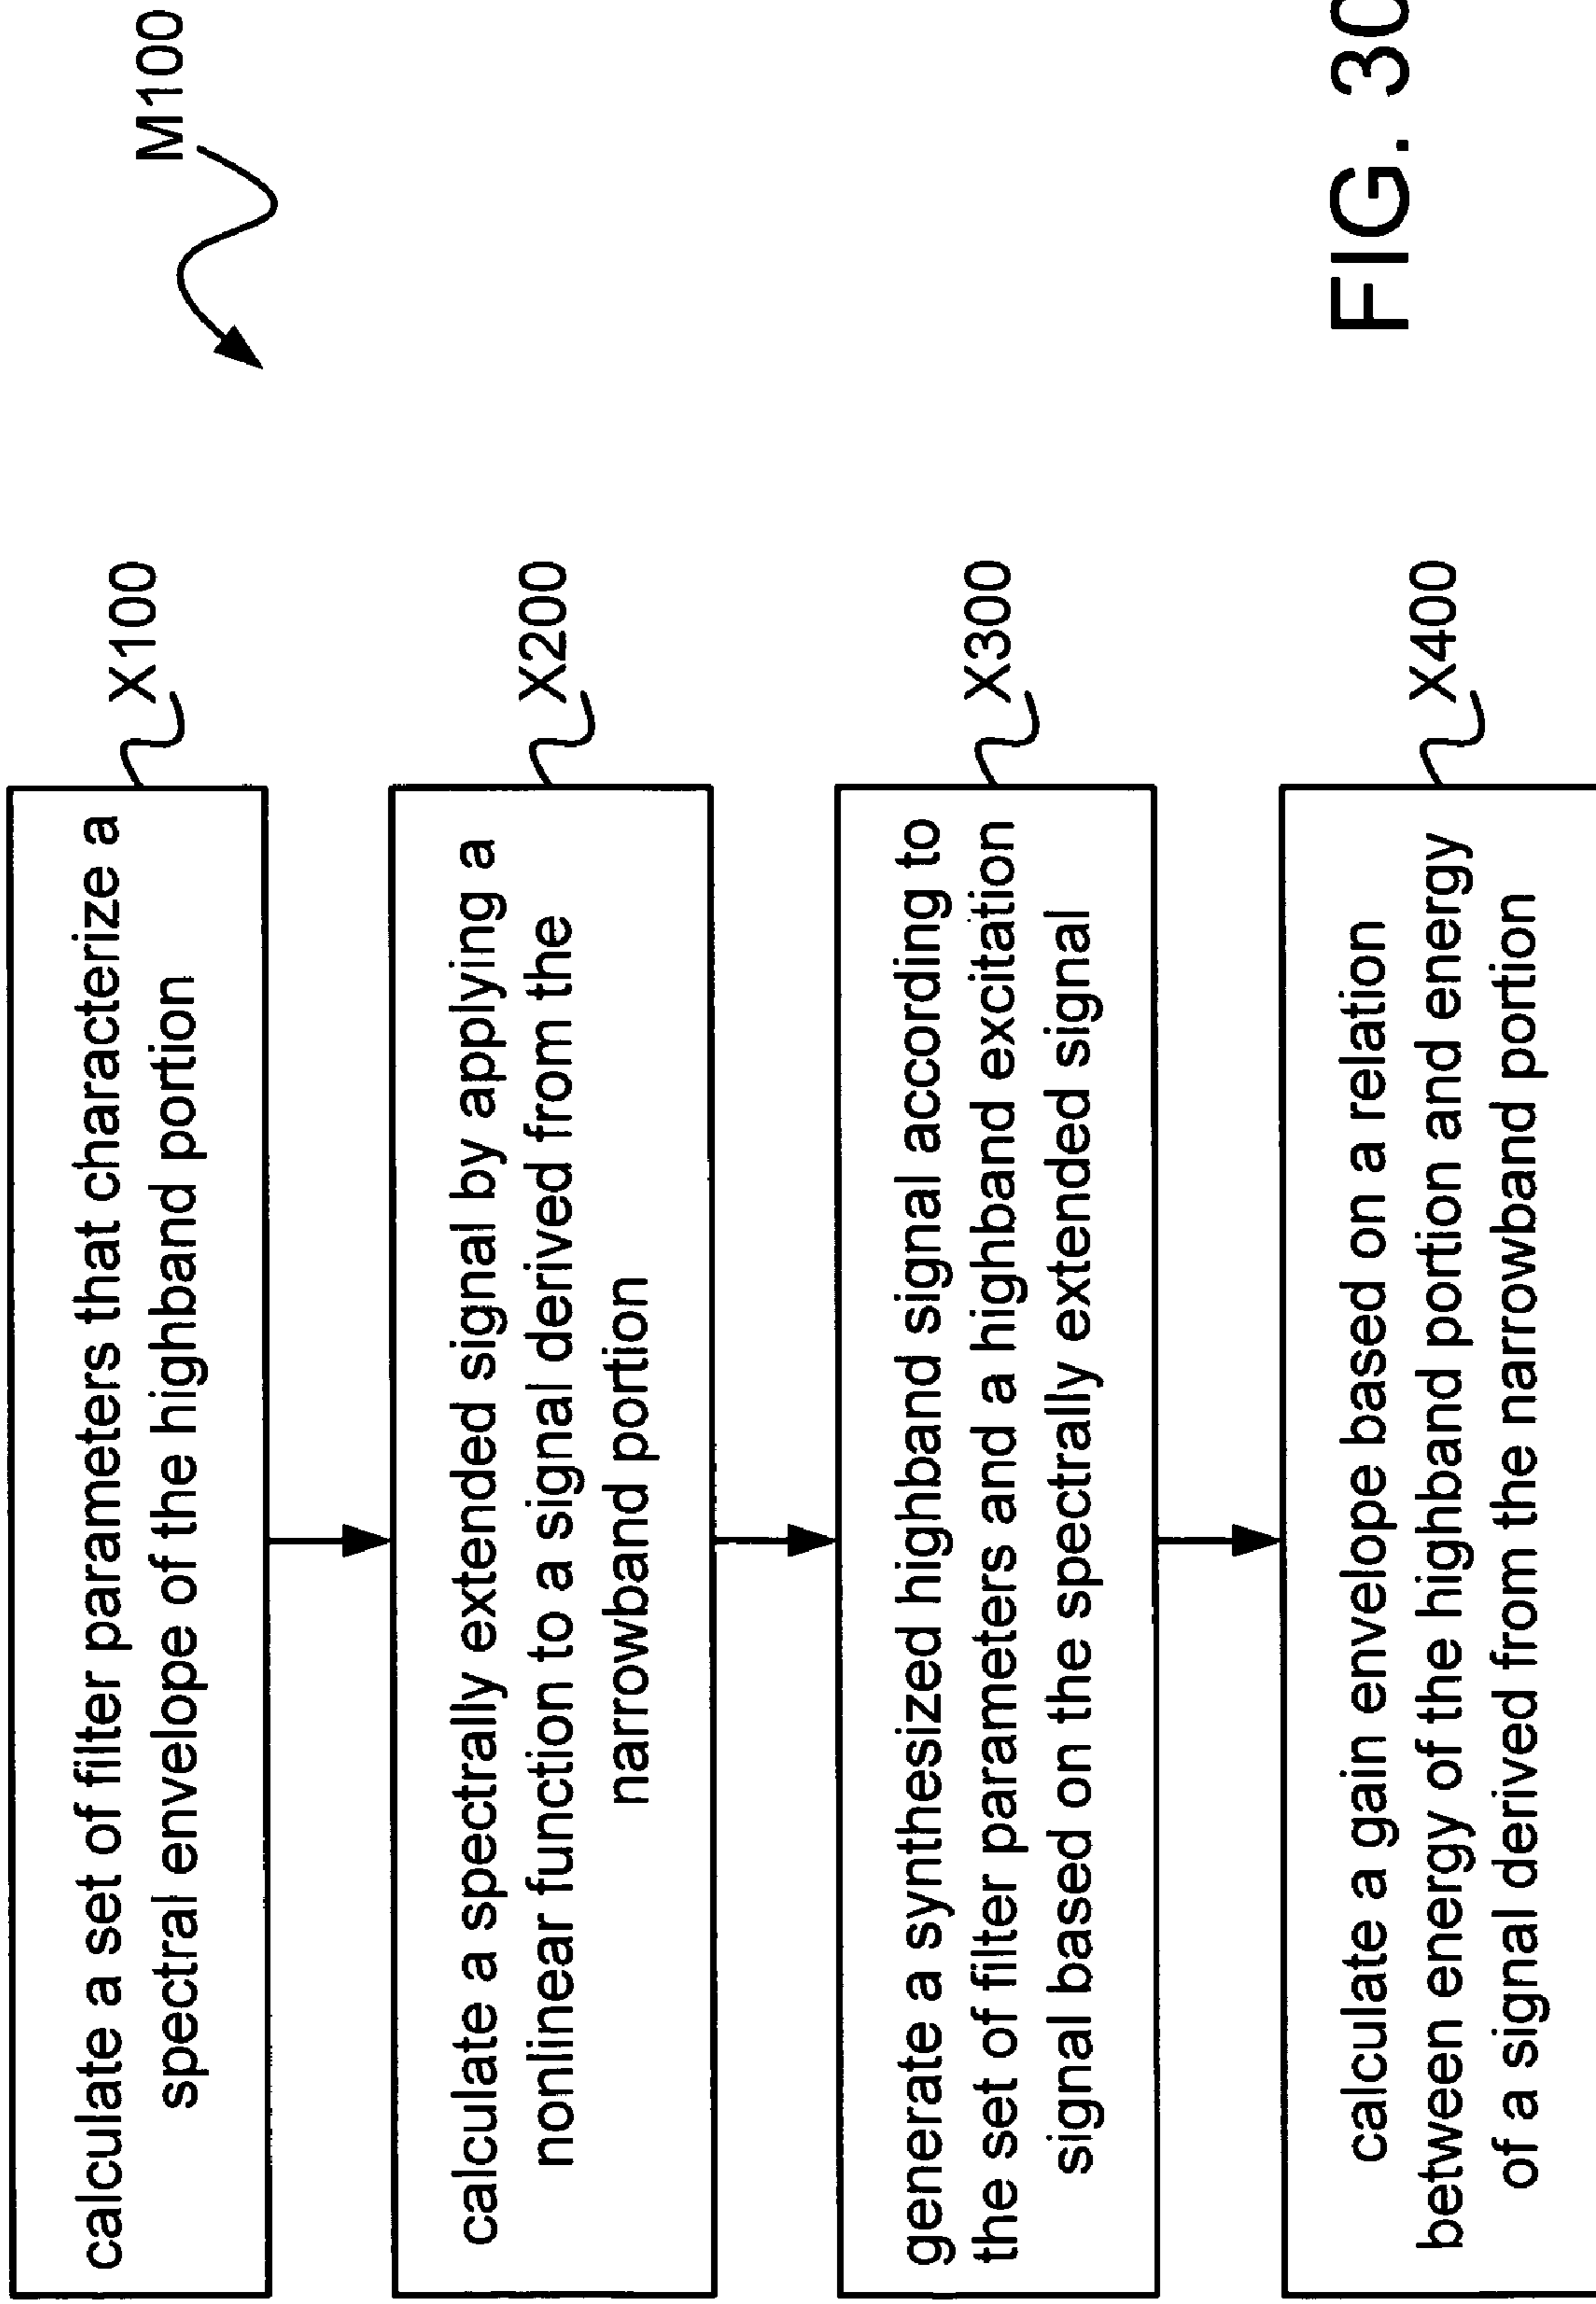 M100
calculate a set of filter parameters that characterize a
spectral envelope of the highband portion
X100
calculate a spectrally extended signal by applying a
nonlinear function to a signal derived from the
narrowband portion
X200
generate a synthesized highband signal according to
the set of filter parameters and a highband excitation
signal based on the spectrally extended signal
X300
calculate a gain envelope based on a relation
between energy of the highband portion and energy
of a signal derived from the narrowband portion
X400
FIG. 30